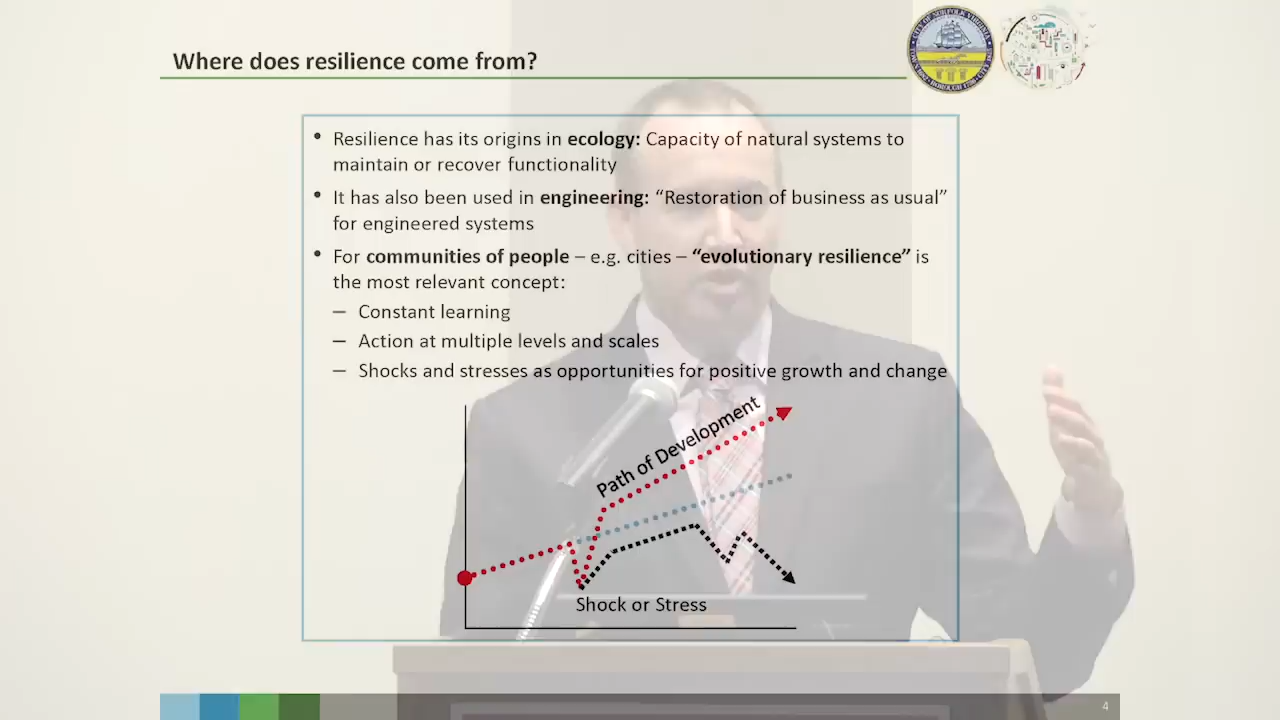 Where does resilience come from?
• Resilience has its origins in ecology: Capacity of natural systems to
maintain or recover functionality
• It has also been used in engineering: “Restoration of business as usual”
for engineered systems
• For communities of people – e.g. cities – “evolutionary resilience” is
the most relevant concept:
– Constant learning
– Action at multiple levels and scales
– Shocks and stresses as opportunities for positive growth and change
Path of Development
Shock or Stress
4